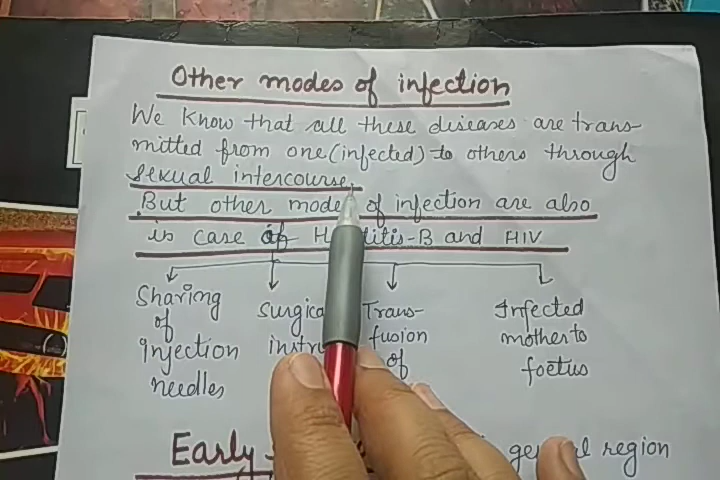 Other modes of infection
We know that all these diseases are trans-
mitted from one (infected) to others through
sexual intercourse.
But other mode of infection are also
in case of B and HIV
Sharing of injection needles
Surgical
Trans-fusion of
Infected mother to foetus
Early
region